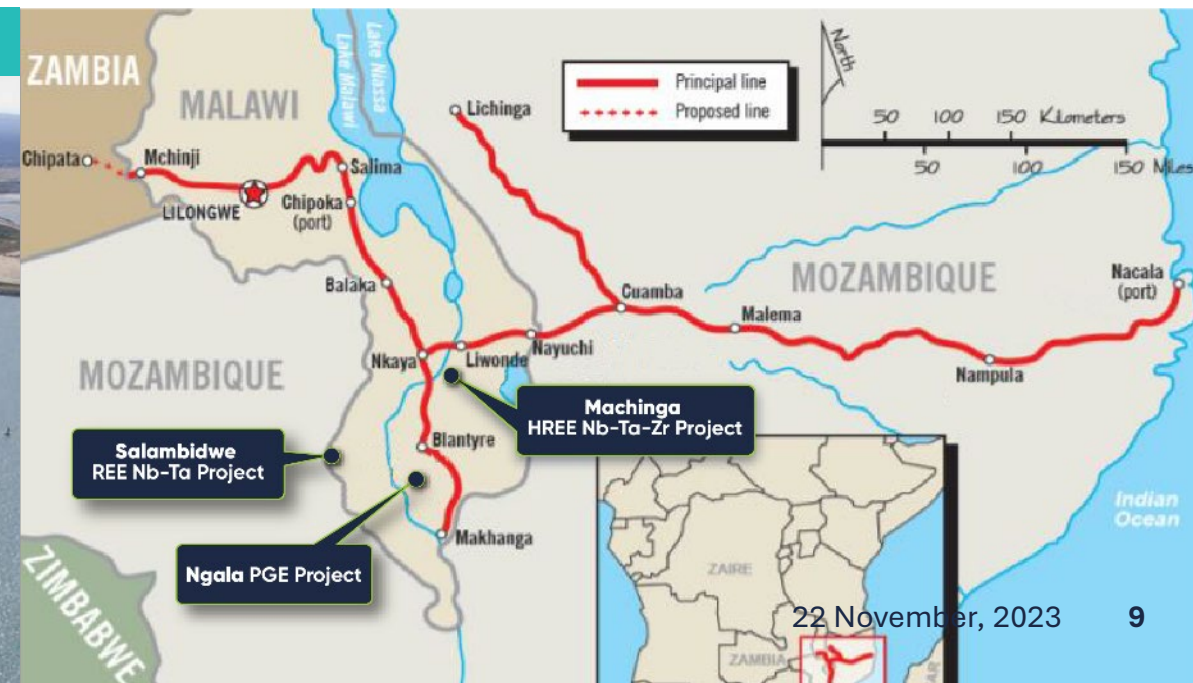 ZAMBIA
MALAWI
Lake Niassa
Lake Malawi
Principal line
Proposed line
North
50 100 150 Kilometers
50 100 150 Miles
Lichinga
Chipata
Mchinji
Salima
LILONGWE
Chipoka
(port)
Balaka
Cuamba
MOZAMBIQUE
Nacala
(port)
Malema
Nkaya
Liwonde
Nayuchi
Nampula
MOZAMBIQUE
Machinga
HREE Nb-Ta-Zr Project
Blantyre
Salambidwe
REE Nb-Ta Project
Makhanga
Ngala PGE Project
Indian
Ocean
ZIMBABWE
ZAIRE
22 November, 2023 9
ZAMBIA